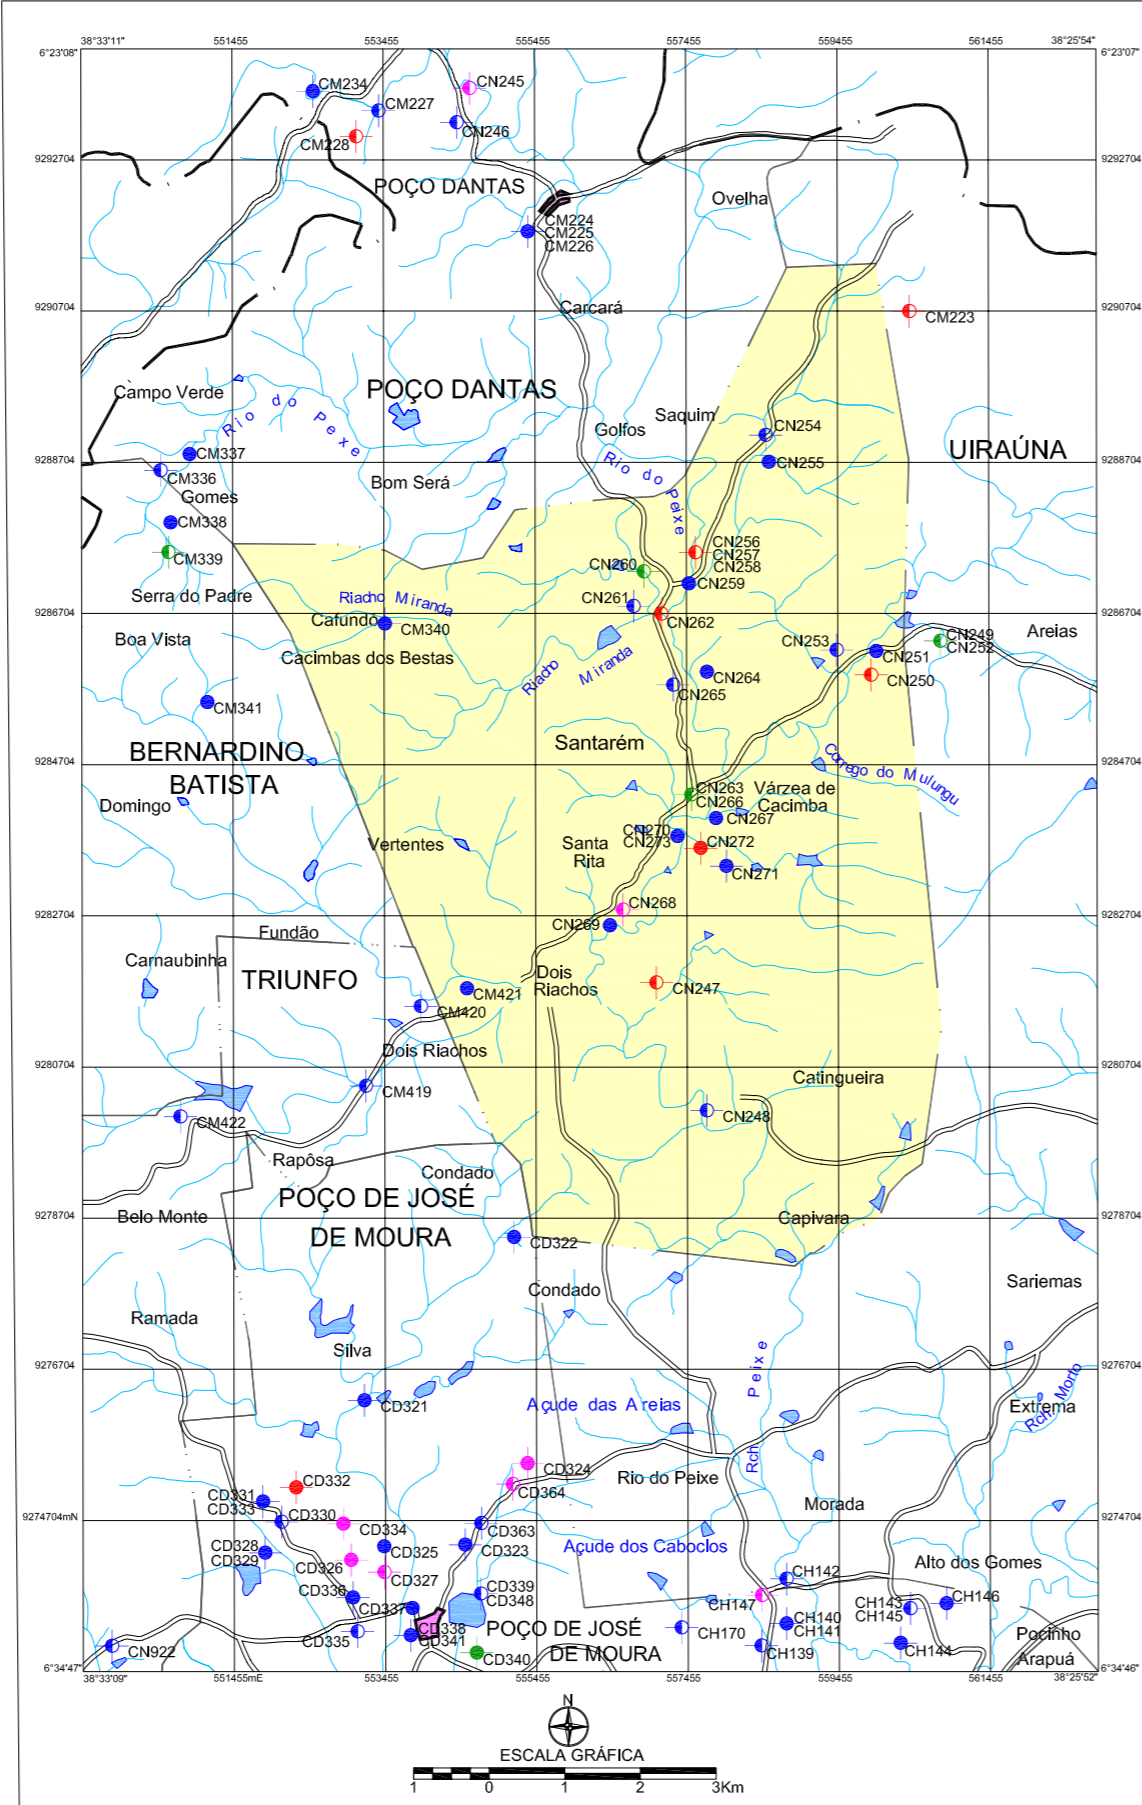 38°33'11"
551455
553455
555455
557455
559455
561455
38°25'54"
6°23'08"
6°23'07"
CM234
CM227
CN245
CN246
CM228
9292704
9292704
POÇO DANTAS
Ovelha
CM224
CM225
CM226
9290704
9290704
Carcará
CM223
Campo Verde
POÇO DANTAS
Rio do Peixe
Saquim
Golfos
CN254
UIRAÚNA
CM337
CN255
9288704
9288704
CM336
Rio do Peixe
Bom Será
Gomes
CM338
CM339
CN256
CN257
CN258
CN260
CN259
Serra do Padre
Riacho Miranda
CN261
9286704
9286704
Cafundó
CM340
CN262
Boa Vista
Cacimbas dos Bestas
CN253
CN251
CN249
CN252
Areias
CN250
Riacho Miranda
CN264
CN265
CM341
BERNARDINO
BATISTA
Santarém
Córrego do Mulungu
9284704
9284704
CN263
CN266
Várzea de
Cacimba
Domingo
CN267
CN270
CN273
CN272
Vertentes
Santa
Rita
CN271
9282704
9282704
CN268
CN269
Fundão
Carnaubinha
TRIUNFO
Dois
Riachos
CN247
CM421
CM420
Dois Riachos
9280704
9280704
Catingueira
CM419
CM422
CN248
Rapôsa
Condado
POÇO DE JOSÉ
DE MOURA
Belo Monte
9278704
9278704
Capivara
CD322
Sariemas
Condado
Ramada
Silva
9276704
9276704
Rch Peixe
CD321
Açude das Areias
Extrema
Rch. Morto
CD324
Rio do Peixe
CD332
CD364
CD331
CD333
Morada
CD330
9274704mN
9274704
CD334
CD363
CD328
CD329
CD325
CD323
Açude dos Caboclos
CD326
Alto dos Gomes
CD327
CH142
CD336
CD339
CD348
CH147
CH143
CH145
CH146
CD337
CD338
CD341
CD335
POÇO DE JOSÉ
DE MOURA
CH170
CH140
CH141
CH139
CH144
Pocinho
Arapuá
CN922
CD340
6°34'47"
6°34'46"
38°33'09"
551455mE
553455
555455
557455
559455
561455
38°25'52"
N
ESCALA GRÁFICA
1 0 1 2 3Km